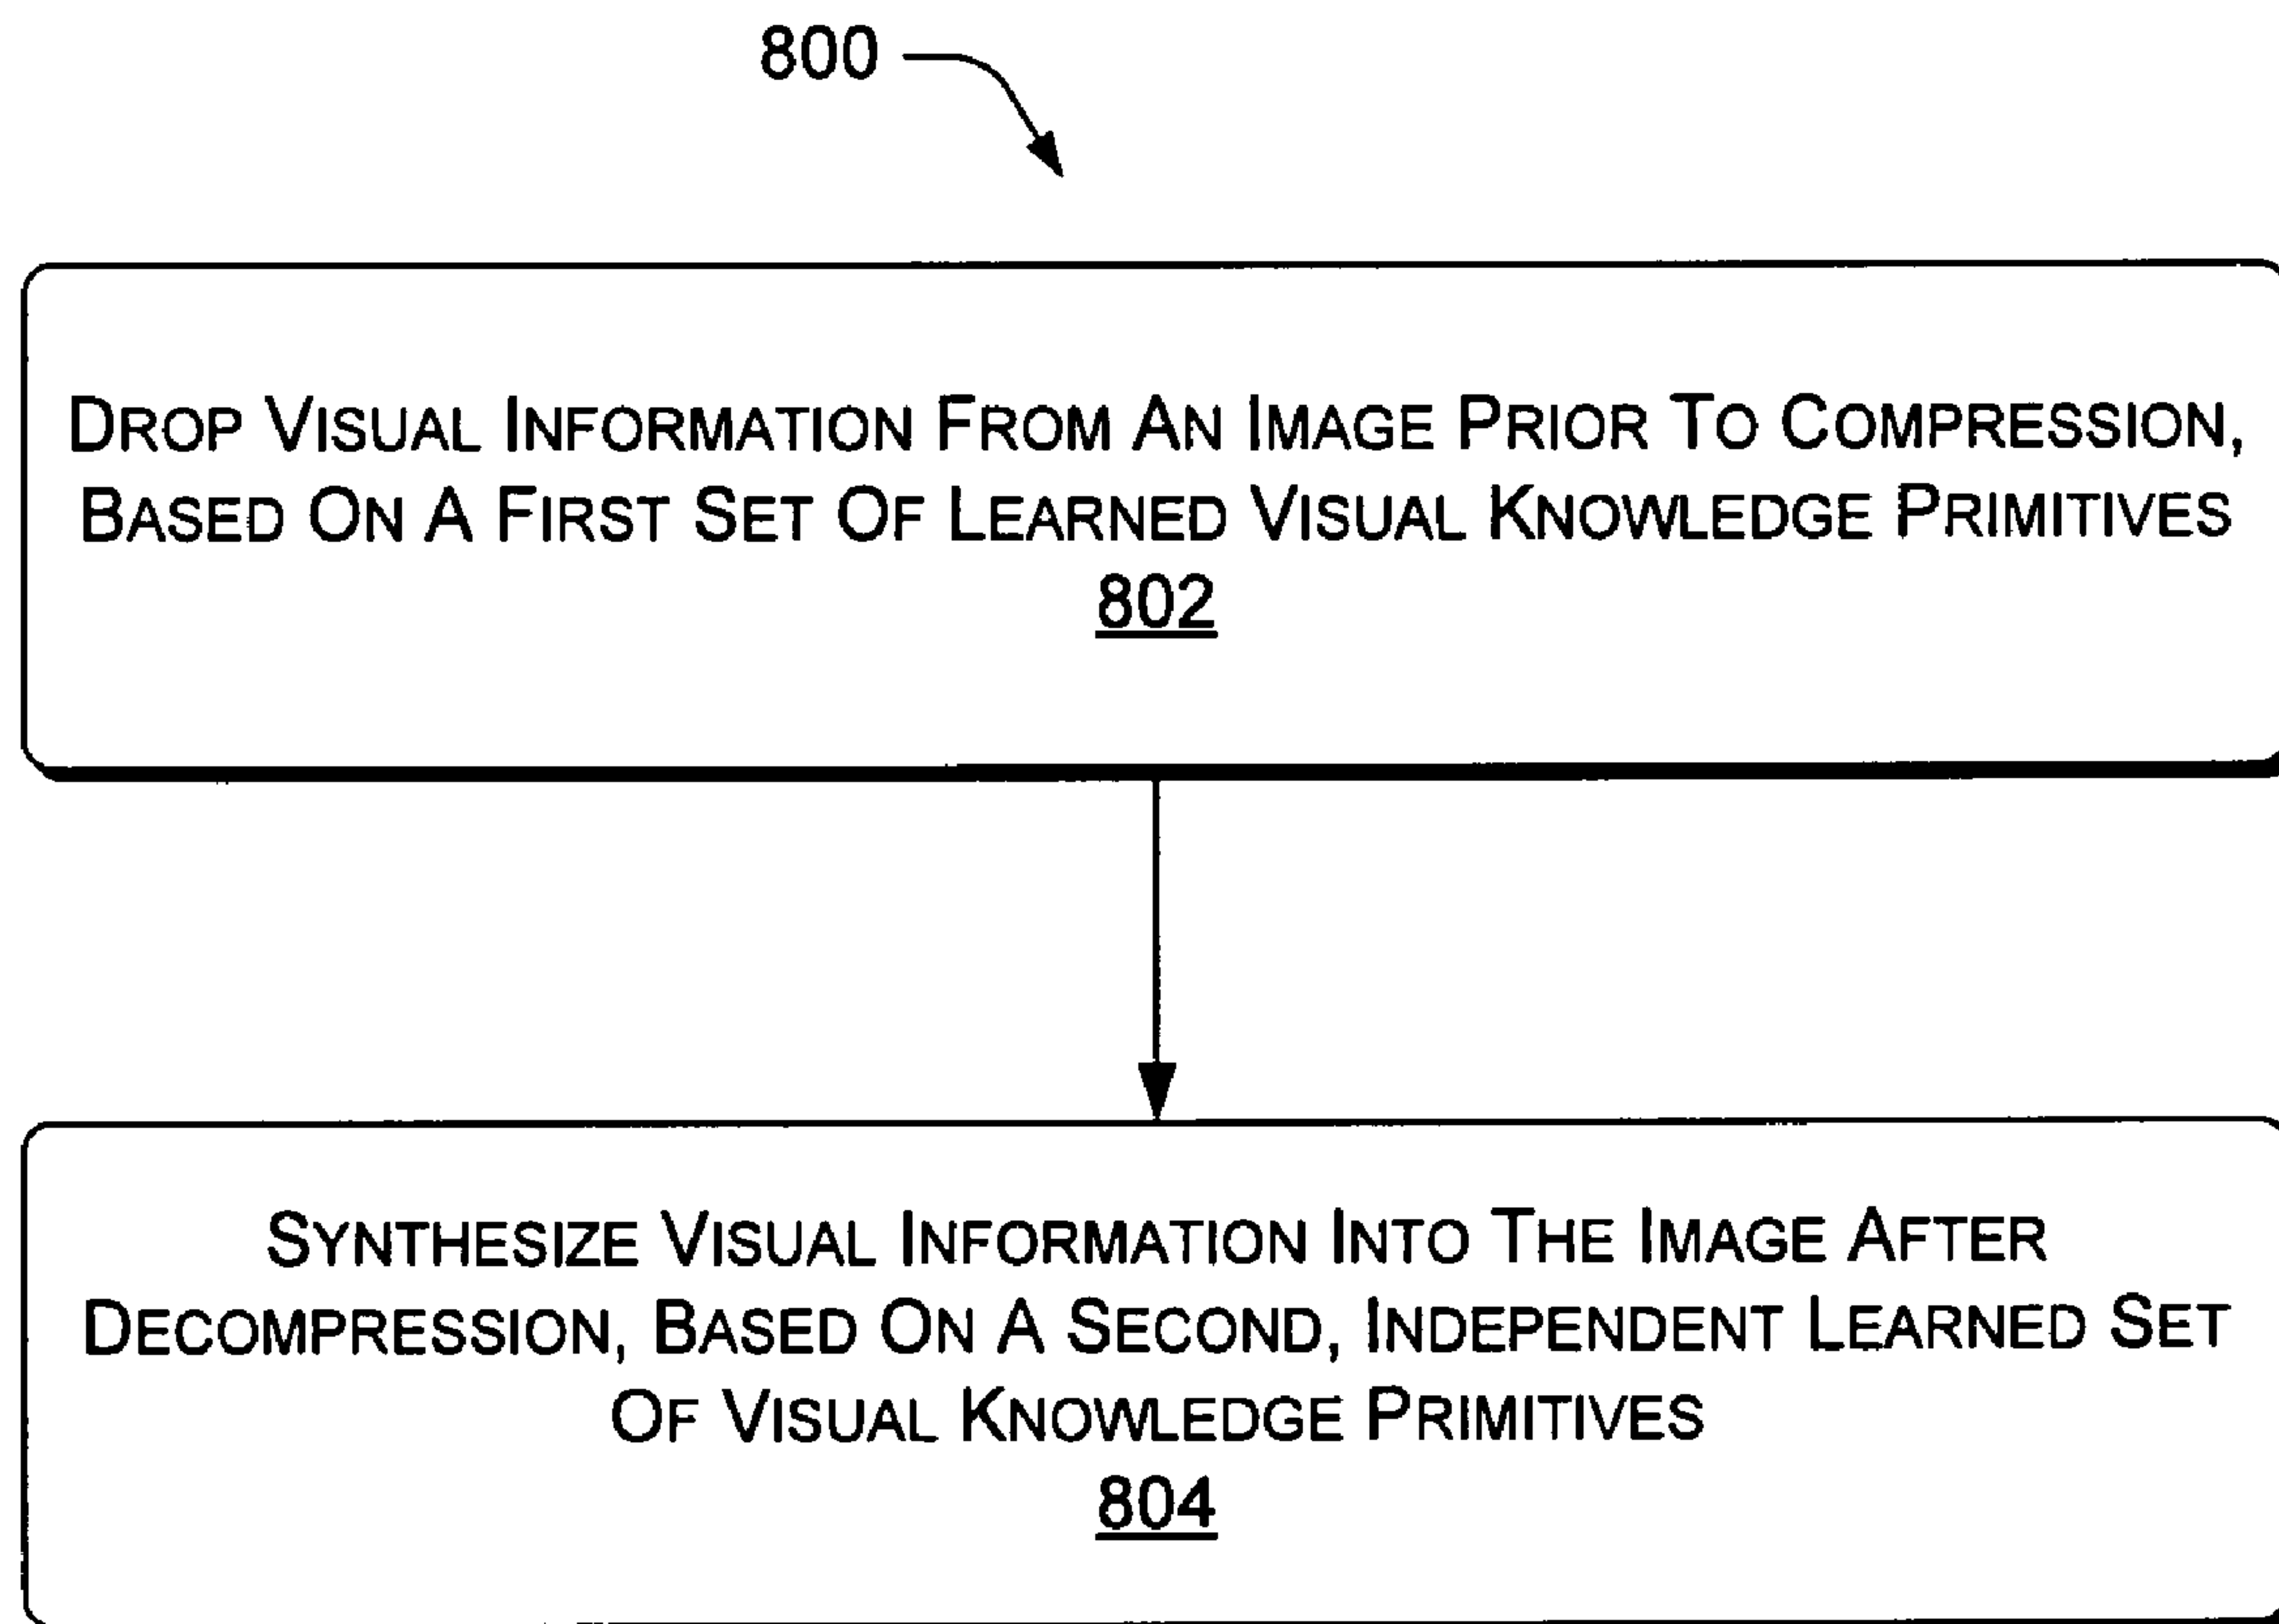 800
DROP VISUAL INFORMATION FROM AN IMAGE PRIOR TO COMPRESSION,
BASED ON A FIRST SET OF LEARNED VISUAL KNOWLEDGE PRIMITIVES
802
SYNTHESIZE VISUAL INFORMATION INTO THE IMAGE AFTER
DECOMPRESSION, BASED ON A SECOND, INDEPENDENT LEARNED SET
OF VISUAL KNOWLEDGE PRIMITIVES
804